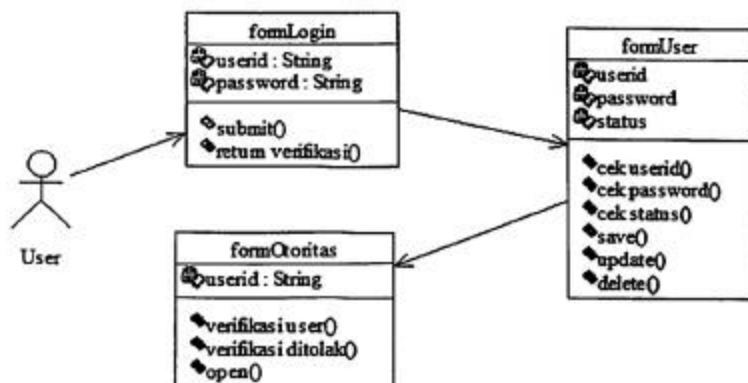 formLogin
userid : String
password : String
submit()
return verifikasi()
formUser
userid
password
status
cek userid()
cek password()
cek status()
save()
update()
delete()
User
formOtoritas
userid : String
verifikasi user()
verifikasi ditolak()
open()